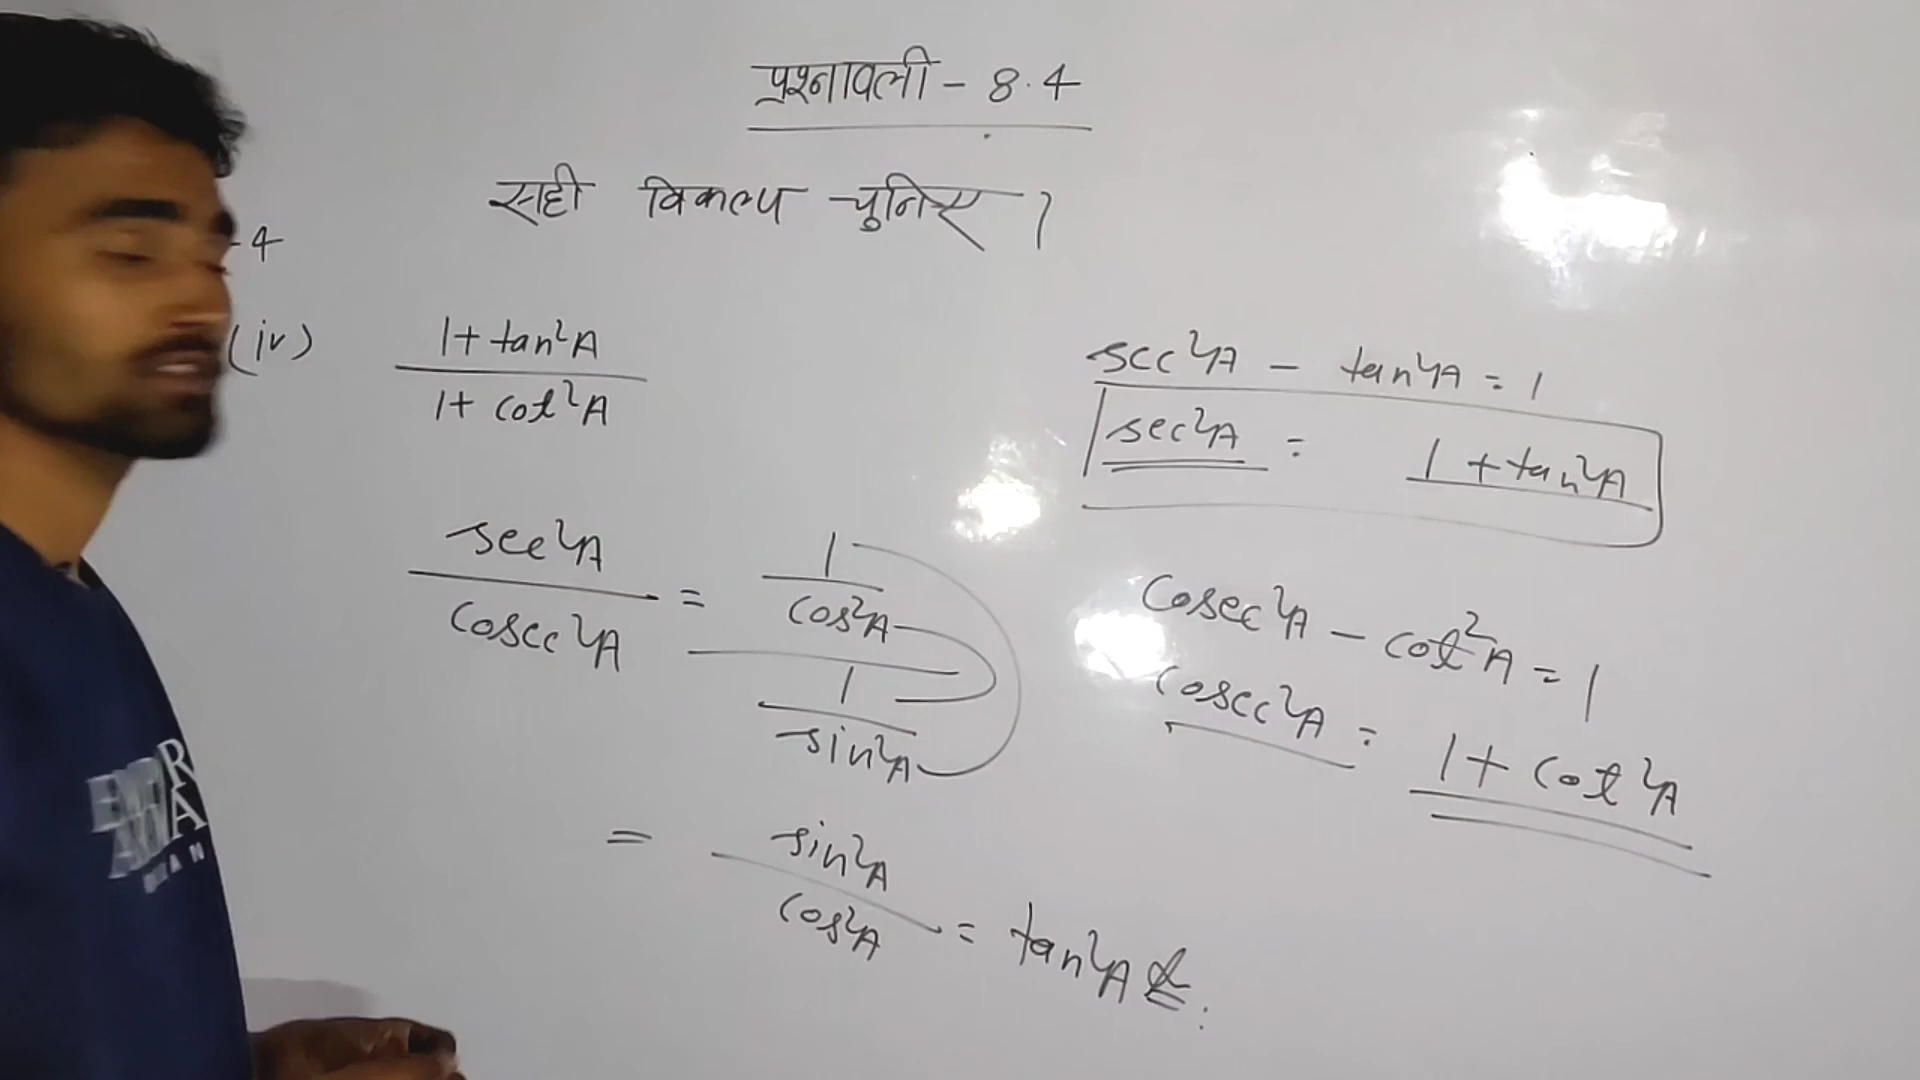 प्रश्नावली - 8.4
सही विकल्प चुनिए।
4
(iv)
1 + tan²A
1 + cot²A
sec²A
cosec²A
=
1
cos²A
1
sin²A
=
sin²A
cos²A
= tan²A
sec²A - tan²A = 1
sec²A = 1 + tan²A
cosec²A - cot²A = 1
cosec²A = 1 + cot²A